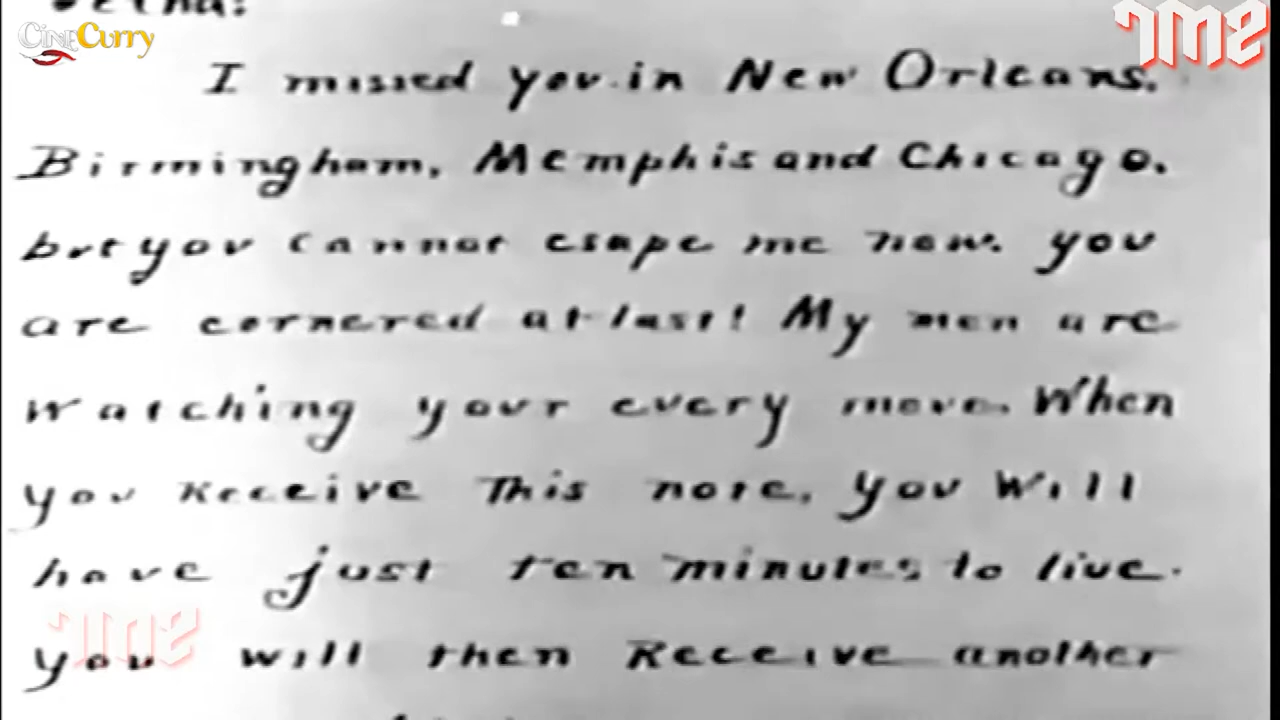 CineCurry
I missed you in New Orleans.
Birmingham, Memphis and Chicago.
but you cannot esape me now. you
are cornered at last! My men are
watching your every move. When
you Receive This note, you Will
have just ten minutes to live.
you will then Receive another